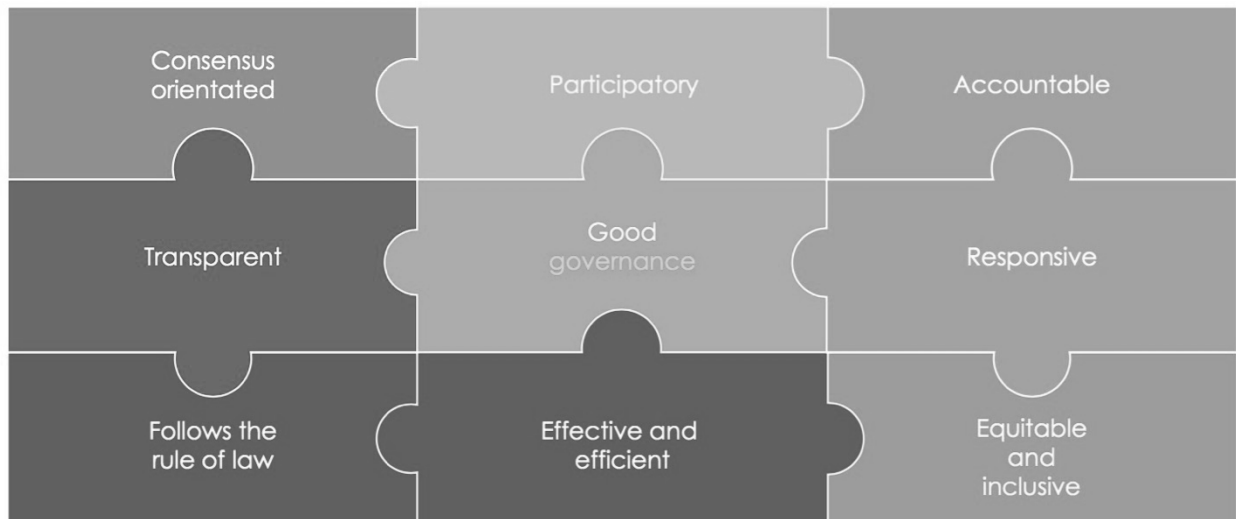 Consensus
orientated
Participatory
Accountable
Transparent
Good
governance
Responsive
Follows the
rule of law
Effective and
efficient
Equitable
and
inclusive